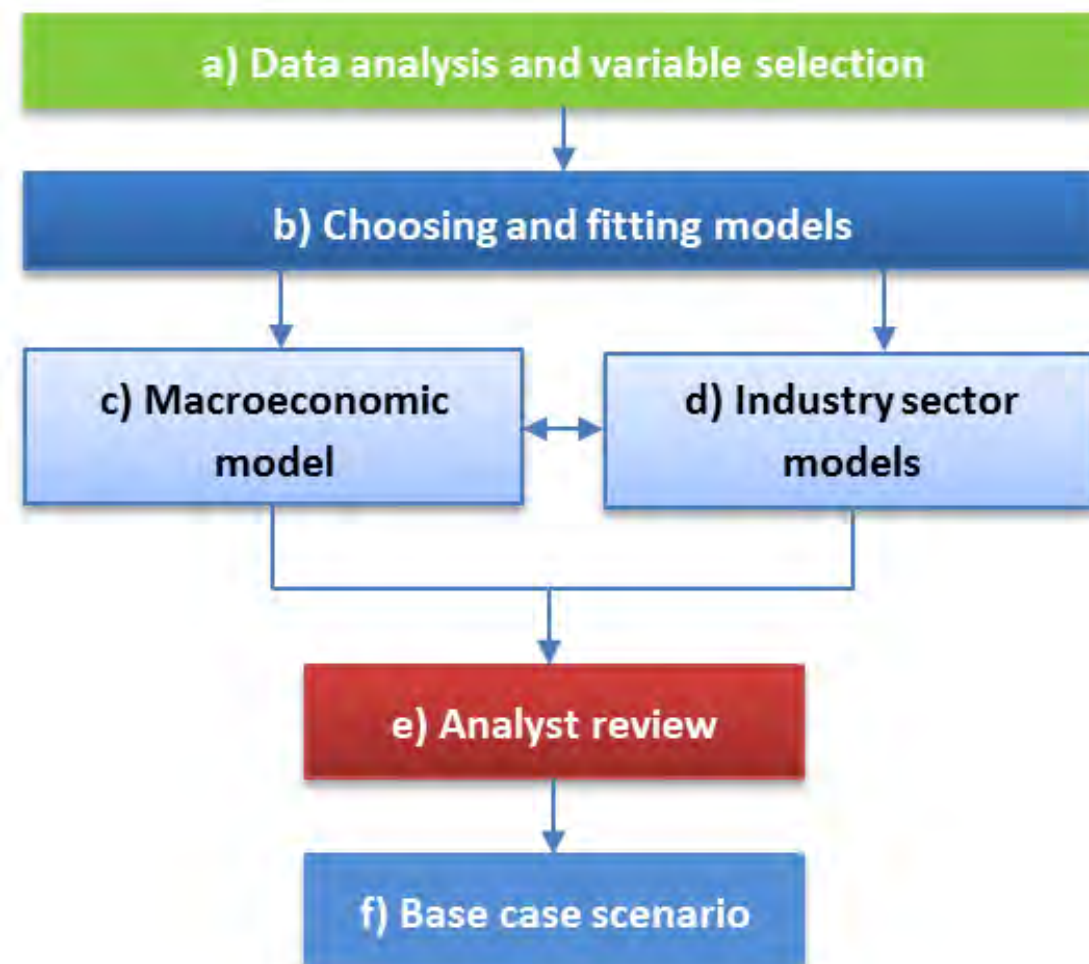 a) Data analysis and variable selection
b) Choosing and fitting models
c) Macroeconomic
model
d) Industry sector
models
e) Analyst review
f) Base case scenario